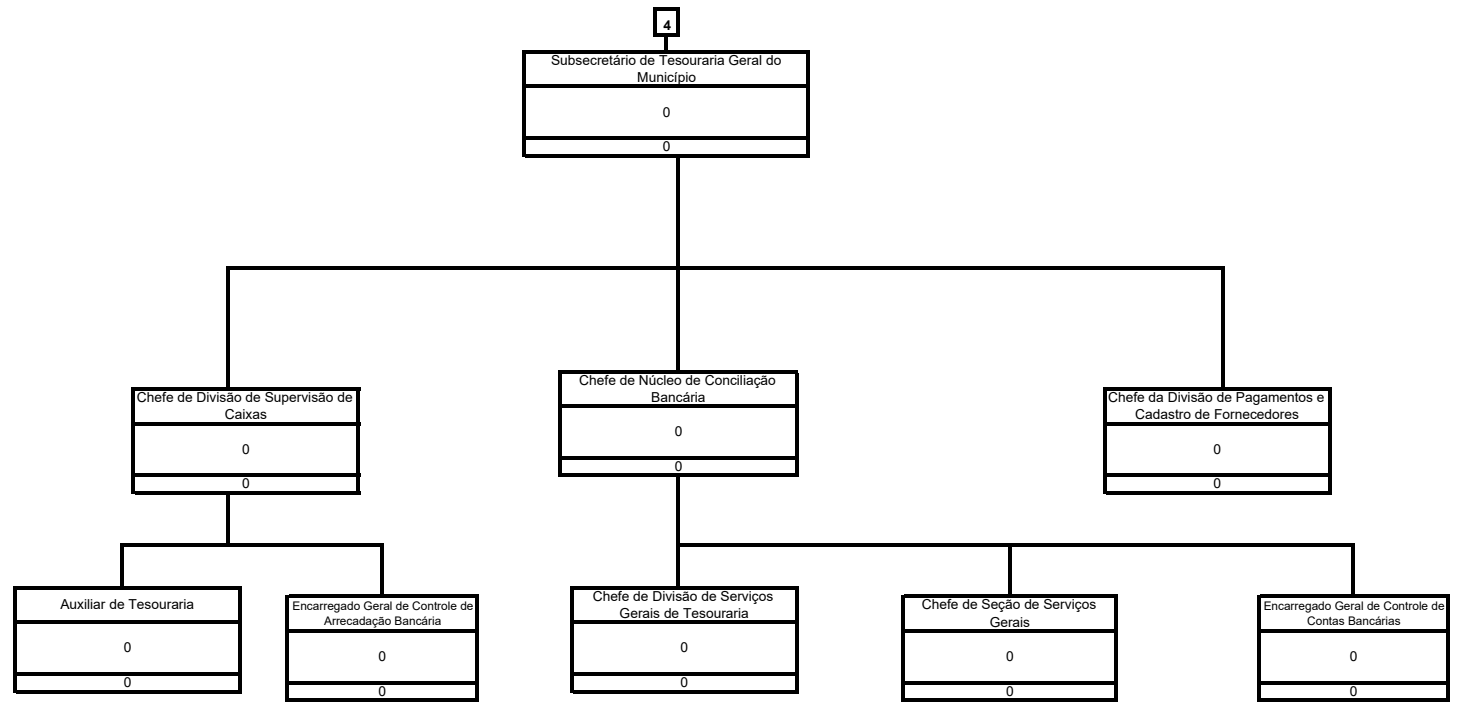 4
Subsecretário de Tesouraria Geral do
Município
0
0
Chefe de Divisão de Supervisão de
Caixas
0
0
Chefe de Núcleo de Conciliação
Bancária
0
0
Chefe da Divisão de Pagamentos e
Cadastro de Fornecedores
0
0
Auxiliar de Tesouraria
0
0
Encarregado Geral de Controle de
Arrecadação Bancária
0
0
Chefe de Divisão de Serviços
Gerais de Tesouraria
0
0
Chefe de Seção de Serviços
Gerais
0
0
Encarregado Geral de Controle de
Contas Bancárias
0
0